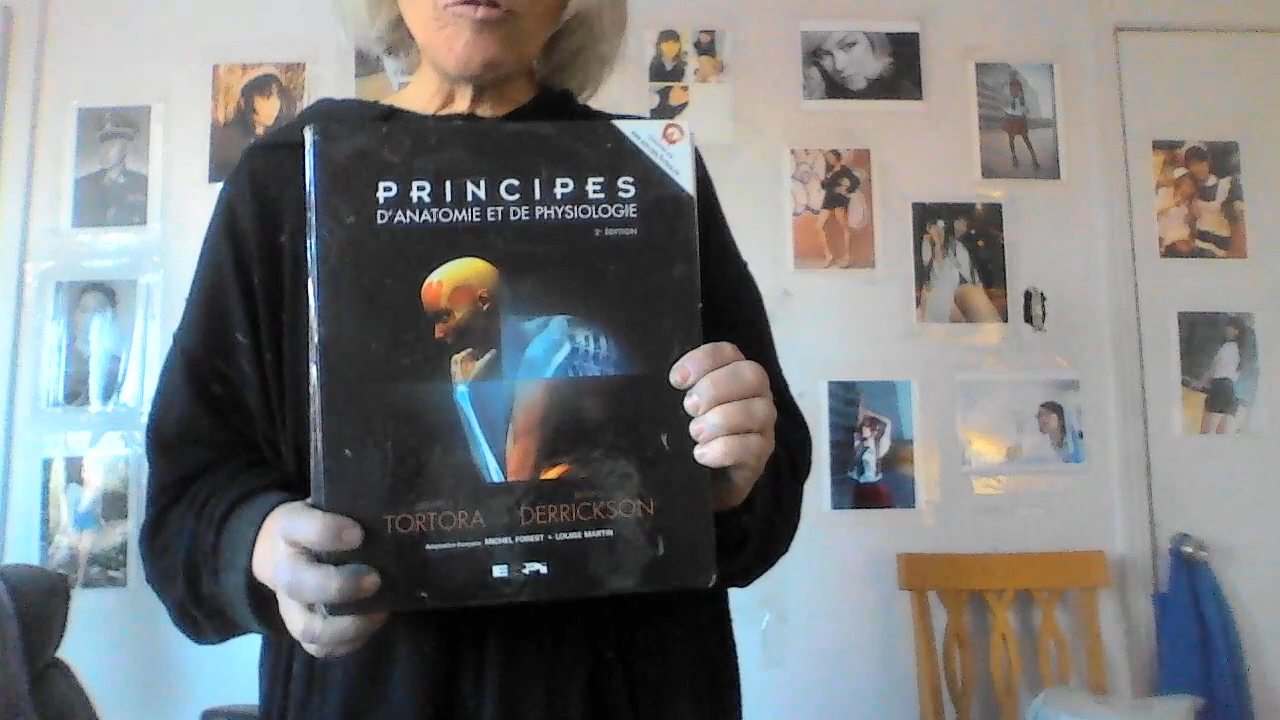 PRINCIPES
D'ANATOMIE ET DE PHYSIOLOGIE
2e ÉDITION
TORTORA DERRICKSON
Adaptation française MICHEL FOREST • LOUISE MARTIN